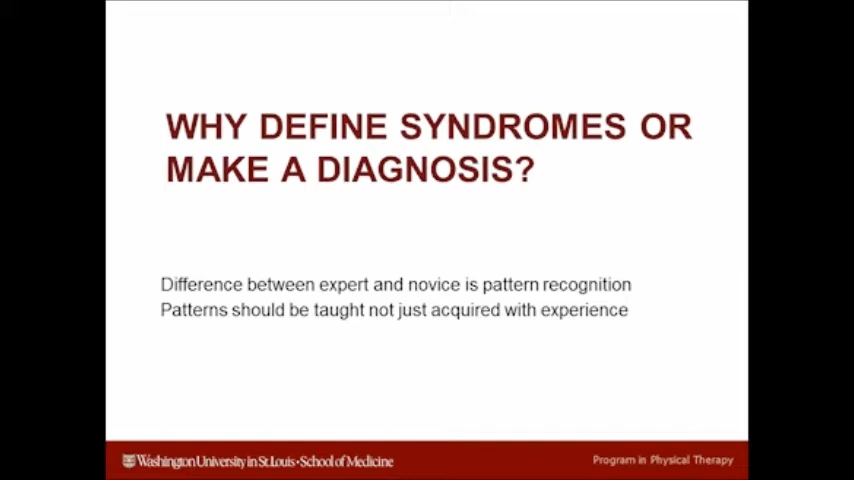 WHY DEFINE SYNDROMES OR
MAKE A DIAGNOSIS?
Difference between expert and novice is pattern recognition
Patterns should be taught not just acquired with experience
Washington University in St. Louis • School of Medicine
Program in Physical Therapy